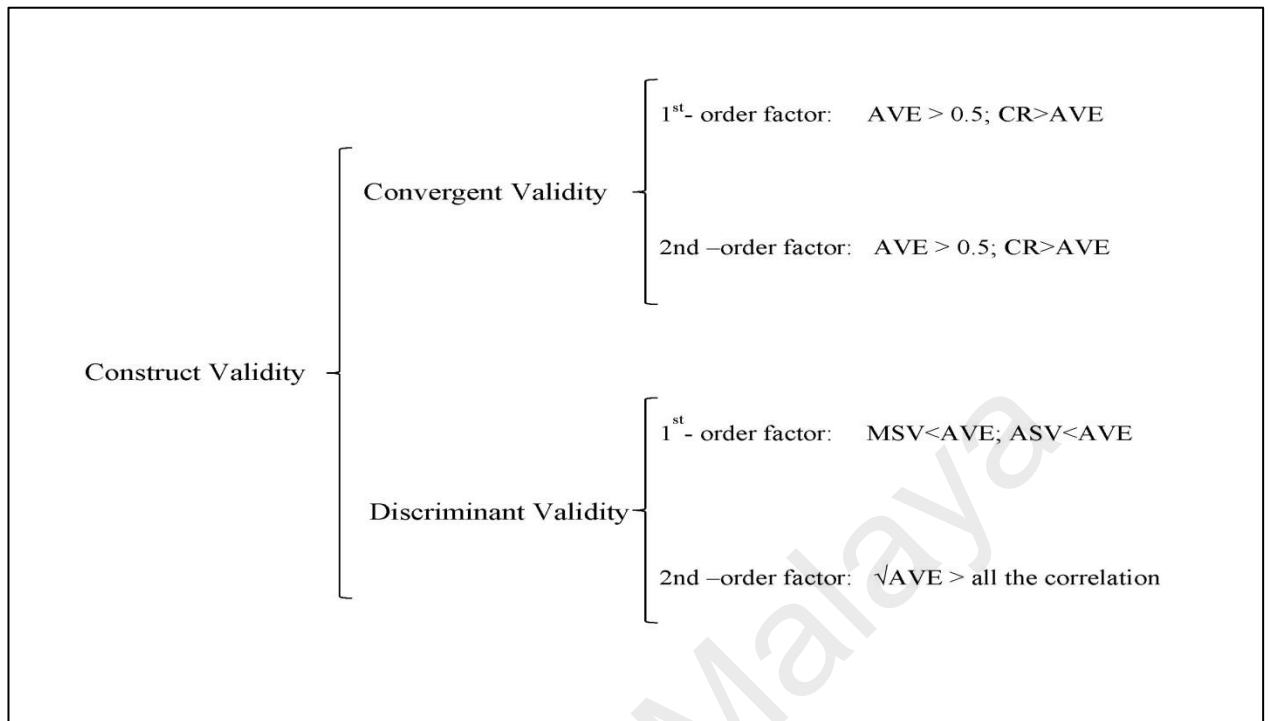 1st- order factor: AVE > 0.5; CR>AVE
Convergent Validity
2nd –order factor: AVE > 0.5; CR>AVE
Construct Validity
1st- order factor: MSV<AVE; ASV<AVE
Discriminant Validity
2nd –order factor: √AVE > all the correlation
Malaya